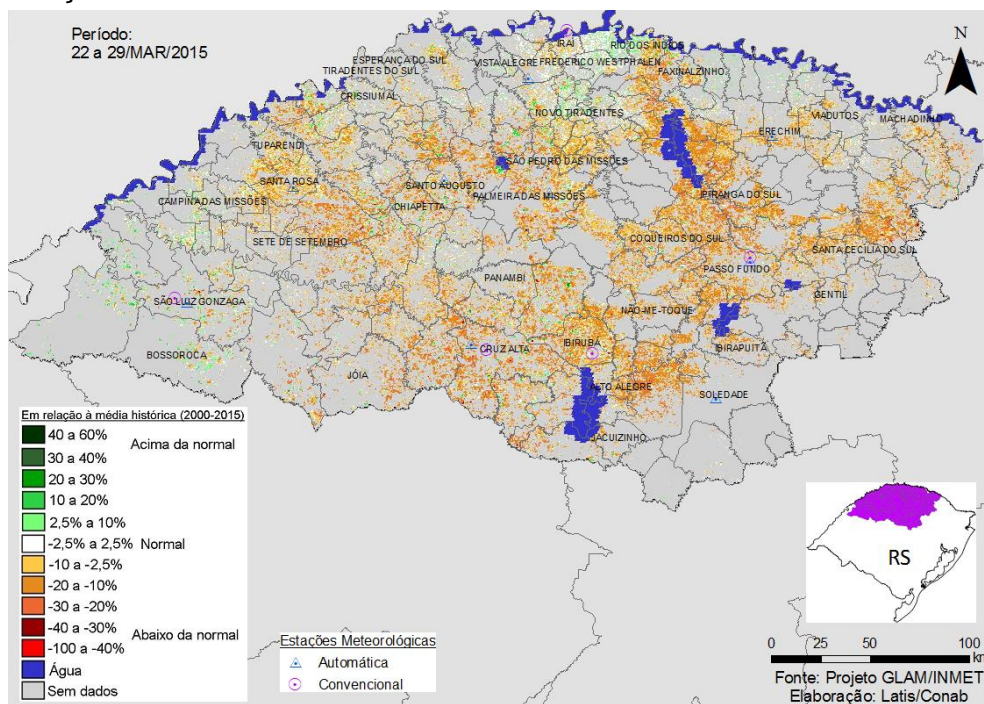 Período:
22 a 29/MAR/2015
N
IRAÍ
RIO DOS ÍNDIOS
ESPERANÇA DO SUL
VISTA ALEGRE
FREDERICO WESTPHALEN
TIRADENTES DO SUL
FAXINALZINHO
CRISSIUMAL
NOVO TIRADENTES
VIADUTOS
MACHADINHO
ERECHIM
TUPARENDI
SÃO PEDRO DAS MISSÕES
SANTA ROSA
SANTO AUGUSTO
CAMPINA DAS MISSÕES
PALMEIRA DAS MISSÕES
IPIRANGA DO SUL
CHIAPETTA
SETE DE SETEMBRO
COQUEIROS DO SUL
SANTA CECÍLIA DO SUL
PASSO FUNDO
PANAMBI
GENTIL
SÃO LUIZ GONZAGA
NÃO-ME-TOQUE
CRUZ ALTA
IBIRUBÁ
IBIRAPUITÃ
BOSSOROCA
JÓIA
ALTO ALEGRE
SOLEDADE
JACUIZINHO
Em relação à média histórica (2000-2015)
40 a 60%
Acima da normal
30 a 40%
20 a 30%
10 a 20%
2,5% a 10%
-2,5% a 2,5% Normal
-10 a -2,5%
-20 a -10%
-30 a -20%
-40 a -30%
Abaixo da normal
-100 a -40%
Água
Sem dados
Estações Meteorológicas
Automática
Convencional
RS
0 25 50 100
km
Fonte: Projeto GLAM/INMET
Elaboração: Latis/Conab